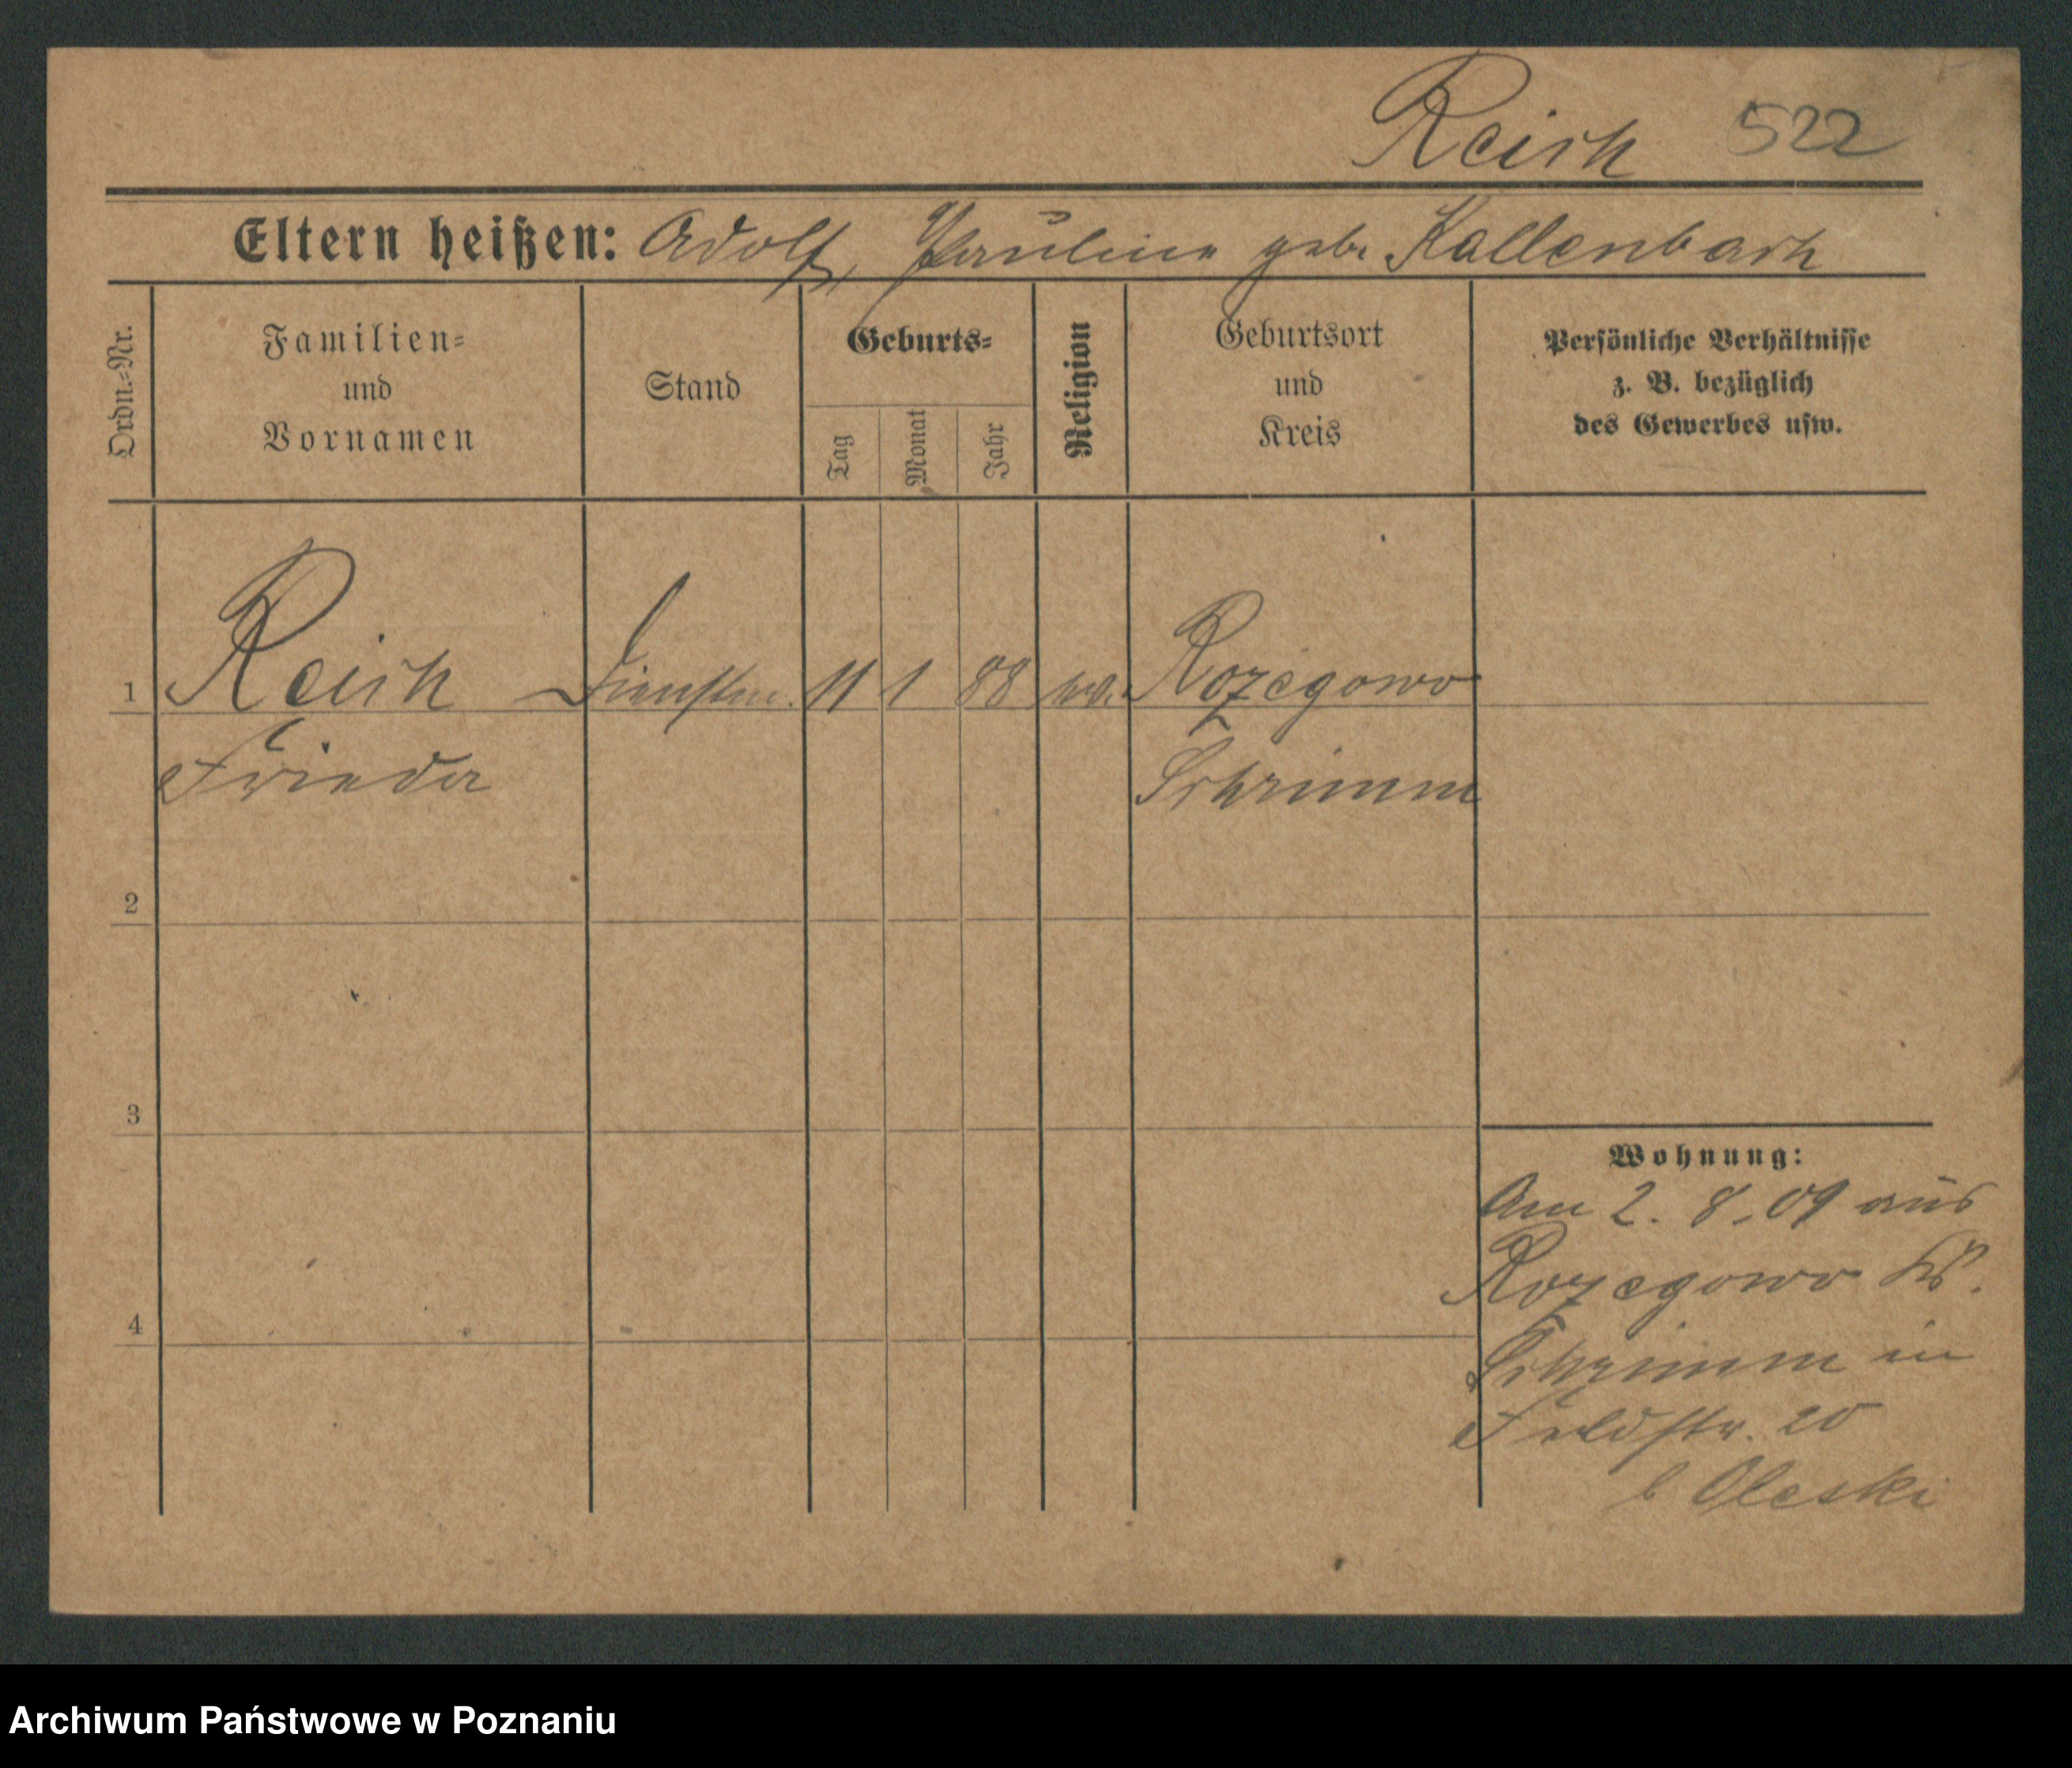 Reich 522
Eltern heißen: Adolf, Pauline geb. Kallenbach
Ordn.-Nr.
Familien-
und
Vornamen
Stand
Geburts-
Tag
Monat
Jahr
Religion
Geburtsort
und
Kreis
Persönliche Verhältnisse
z. B. bezüglich
des Gewerbes usw.
1 Reich Dienstm. 11 1 88 ev. Rozegowo
Frieda Schrimm
2
3
4
Wohnung:
Am 2. 8. 09 aus
Rozegowo Kr.
Schrimm in
Feldstr. 20
b Oleski
Archiwum Państwowe w Poznaniu